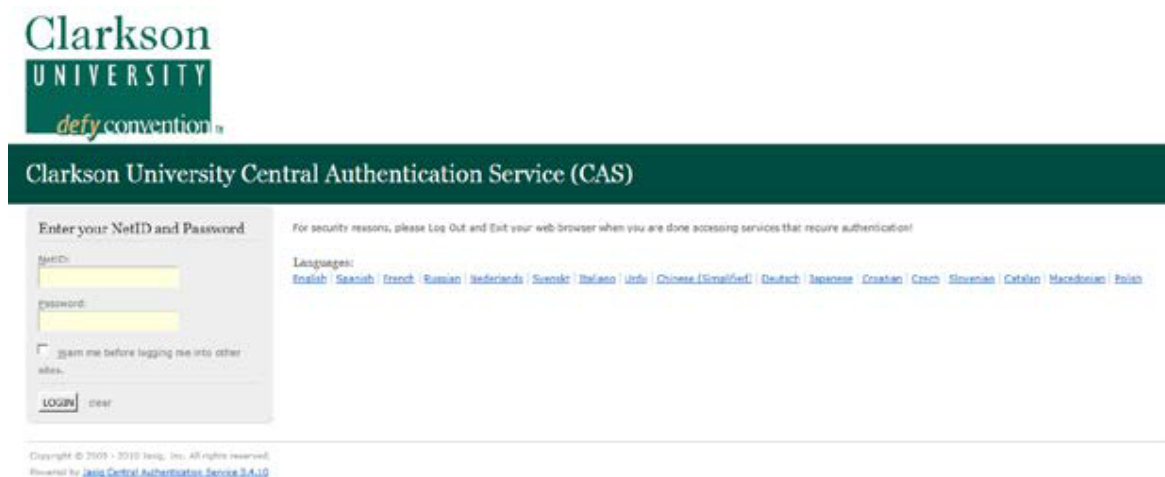 Clarkson
UNIVERSITY
defy convention
Clarkson University Central Authentication Service (CAS)
Enter your NetID and Password
NetID:
Password:
Warn me before logging me into other
sites.
LOGIN clear
For security reasons, please Log Out and Exit your web browser when you are done accessing services that require authentication!
Languages:
English | Spanish | French | Russian | Nederlands | Svenskt | Italiano | Urdu | Chinese (Simplified) | Deutsch | Japanese | Croatian | Czech | Slovenian | Catalan | Macedonian | Polish
Copyright © 2005 - 2010 Jasig, Inc. All rights reserved.
Powered by Jasig Central Authentication Service 3.4.10